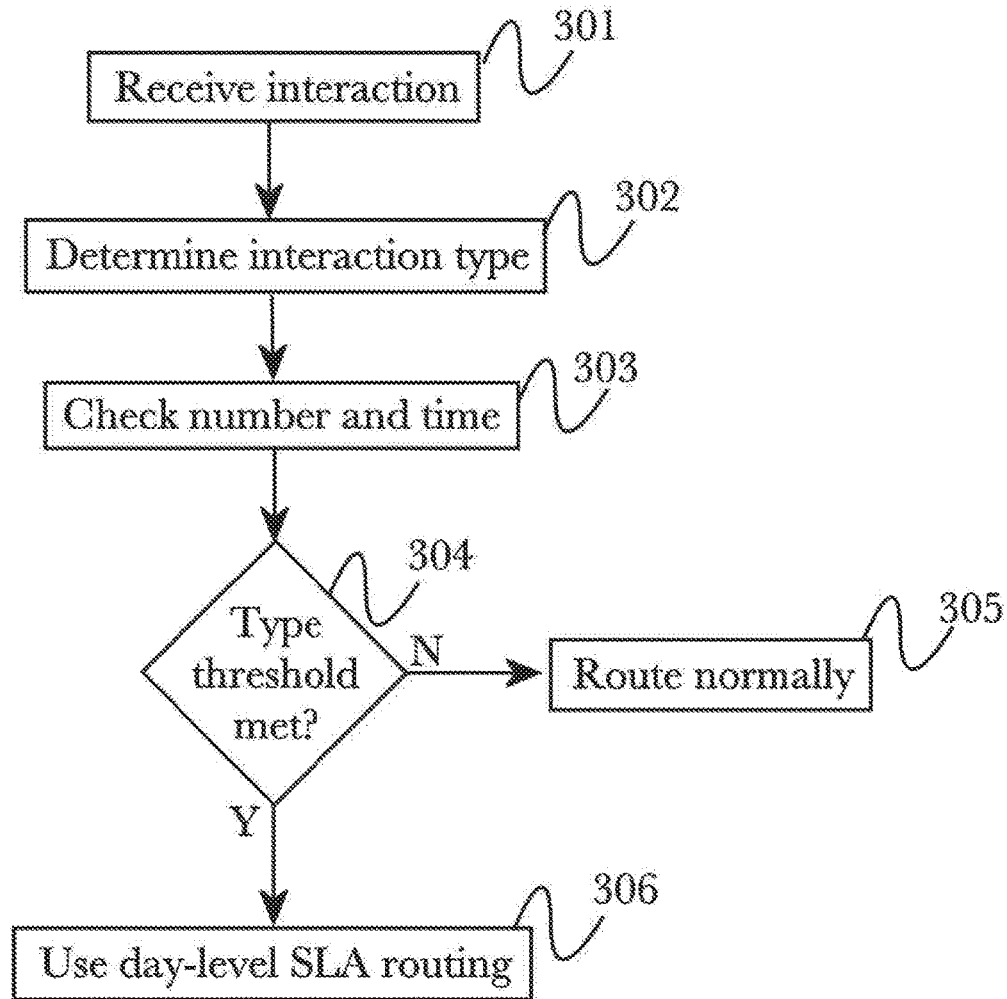 301
Receive interaction
302
Determine interaction type
303
Check number and time
304
Type
threshold
met?
N
305
Route normally
Y
306
Use day-level SLA routing